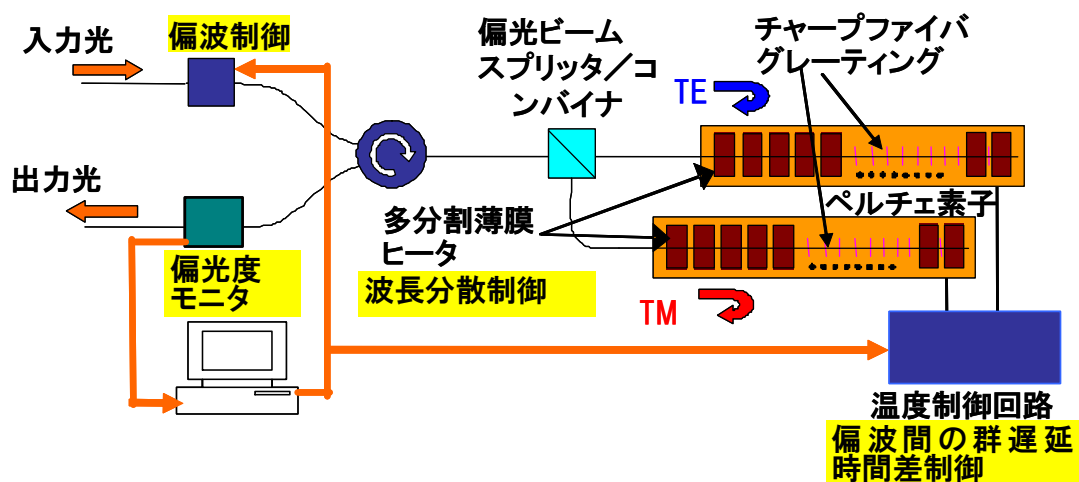 入力光
偏波制御
偏光ビーム
スプリッタ／コ
ンバイナ
チャープファイバ
グレーティング
TE
出力光
偏光度
モニタ
多分割薄膜
ヒータ
波長分散制御
ペルチェ素子
TM
温度制御回路
偏波間の群遅延
時間差制御